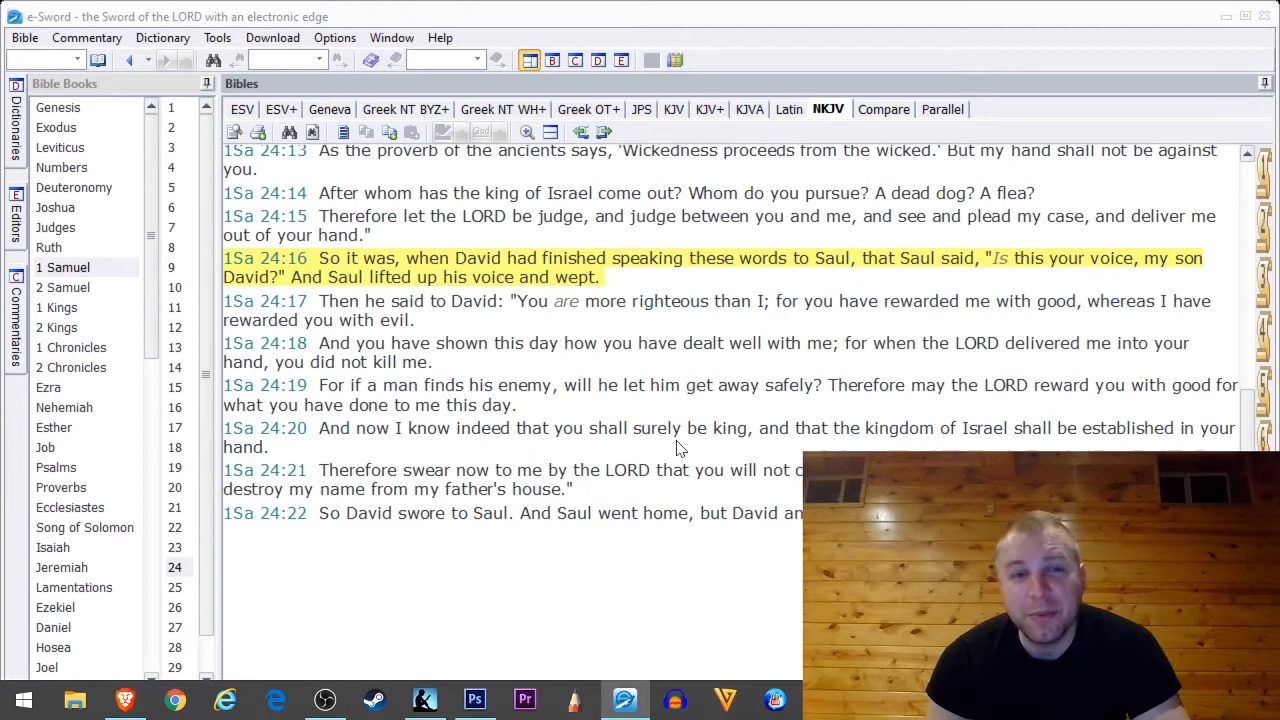 e-Sword - the Sword of the LORD with an electronic edge
Bible Commentary Dictionary Tools Download Options Window Help
B C D E
Dictionaries
Editors
Commentaries
Bible Books
Genesis
Exodus
Leviticus
Numbers
Deuteronomy
Joshua
Judges
Ruth
1 Samuel
2 Samuel
1 Kings
2 Kings
1 Chronicles
2 Chronicles
Ezra
Nehemiah
Esther
Job
Psalms
Proverbs
Ecclesiastes
Song of Solomon
Isaiah
Jeremiah
Lamentations
Ezekiel
Daniel
Hosea
Joel
1
2
3
4
5
6
7
8
9
10
11
12
13
14
15
16
17
18
19
20
21
22
23
24
25
26
27
28
29
Bibles
ESV ESV+ Geneva Greek NT BYZ+ Greek NT WH+ Greek OT+ JPS KJV KJV+ KJVA Latin NKJV Compare Parallel
1Sa 24:13 As the proverb of the ancients says, 'Wickedness proceeds from the wicked.' But my hand shall not be against
you.
1Sa 24:14 After whom has the king of Israel come out? Whom do you pursue? A dead dog? A flea?
1Sa 24:15 Therefore let the LORD be judge, and judge between you and me, and see and plead my case, and deliver me
out of your hand."
1Sa 24:16 So it was, when David had finished speaking these words to Saul, that Saul said, "Is this your voice, my son
David?" And Saul lifted up his voice and wept.
1Sa 24:17 Then he said to David: "You are more righteous than I; for you have rewarded me with good, whereas I have
rewarded you with evil.
1Sa 24:18 And you have shown this day how you have dealt well with me; for when the LORD delivered me into your
hand, you did not kill me.
1Sa 24:19 For if a man finds his enemy, will he let him get away safely? Therefore may the LORD reward you with good for
what you have done to me this day.
1Sa 24:20 And now I know indeed that you shall surely be king, and that the kingdom of Israel shall be established in your
hand.
1Sa 24:21 Therefore swear now to me by the LORD that you will not
destroy my name from my father's house."
1Sa 24:22 So David swore to Saul. And Saul went home, but David
Ps Pr